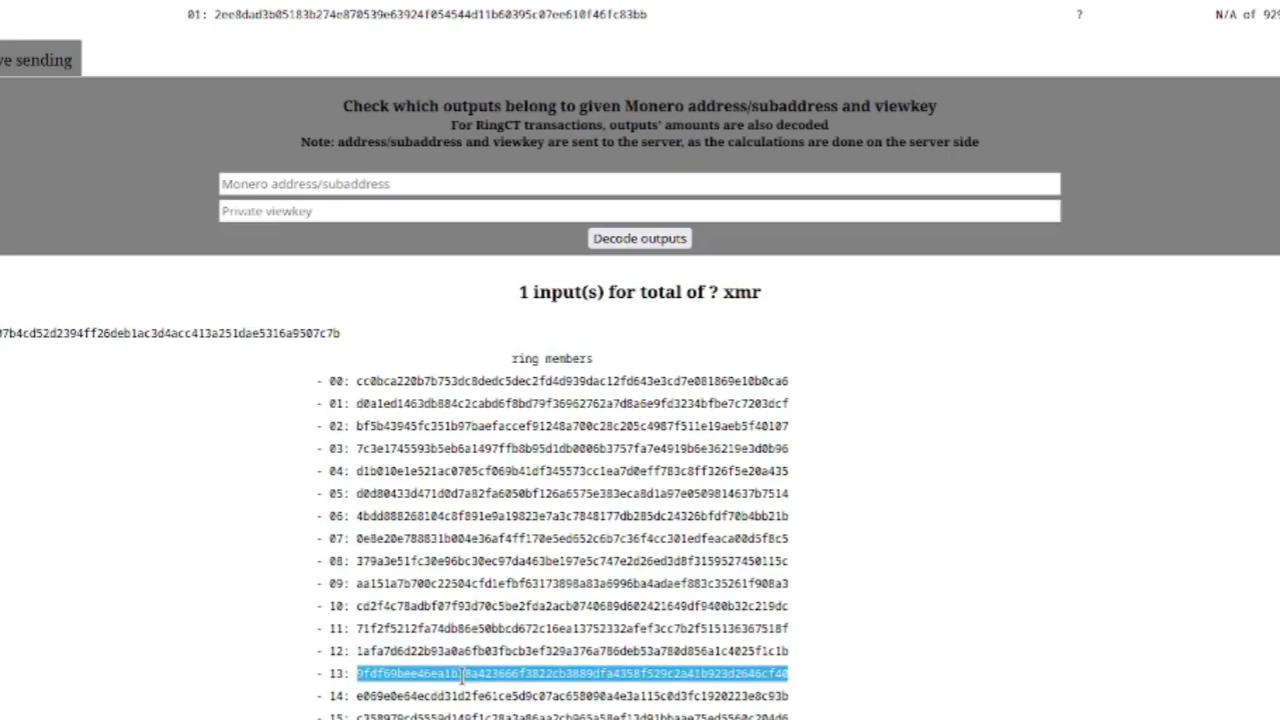 01: 2ee8dad3b05183b274e870539e63924f054544d11b60395c07ee610f46fc83bb ? N/A of 929
ve sending
Check which outputs belong to given Monero address/subaddress and viewkey
For RingCT transactions, outputs' amounts are also decoded
Note: address/subaddress and viewkey are sent to the server, as the calculations are done on the server side
Monero address/subaddress
Private viewkey
Decode outputs
1 input(s) for total of ? xmr
7b4cd52d2394ff26deb1ac3d4acc413a251dae5316a9507c7b
ring members
- 00: cc0bca220b7b753dc8dedc5dec2fd4d939dac12fd643e3cd7e081869e10b0ca6
- 01: d0a1ed1463db884c2cabd6f8bd79f36962762a7d8a6e9fd3234bfbe7c7203dcf
- 02: bf5b43945fc351b97baefaccef91248a700c28c205c4987f511e19aeb5f40107
- 03: 7c3e1745593b5eb6a1497ffb8b95d1db0006b3757fa7e4919b6e36219e3d0b96
- 04: d1b010e1e521ac0705cf069b41df345573cc1ea7d0eff783c8ff326f5e20a435
- 05: d0d80433d471d0d7a82fa6050bf126a6575e383eca8d1a97e0509814637b7514
- 06: 4bdd888268104c8f891e9a19823e7a3c7848177db285dc24326bfdf70b4bb21b
- 07: 0e8e20e788831b004e36af4ff170e5ed652c6b7c36f4cc301edfeaca00d5f8c5
- 08: 379a3e51fc30e96bc30ec97da463be197e5c747e2d26ed3d8f3159527450115c
- 09: aa151a7b700c22504cfd1efbf63173898a83a6996ba4adaef883c35261f908a3
- 10: cd2f4c78adbf07f93d70c5be2fda2acb0740689d602421649df9400b32c219dc
- 11: 71f2f5212fa74db86e50bbcd672c16ea13752332afef3cc7b2f515136367518f
- 12: 1afa7d6d22b93a0a6fb03fbcb3ef329a376a786deb53a780d856a1c4025f1c1b
- 13:
- 14: e069e0e64ecdd31d2fe61ce5d9c07ac658090a4e3a115c0d3fc1920223e8c93b
- 15: